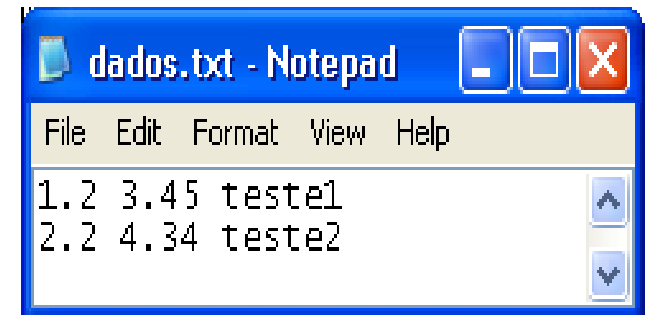 dados.txt - Notepad
File Edit Format View Help
1.2 3.45 teste1
2.2 4.34 teste2